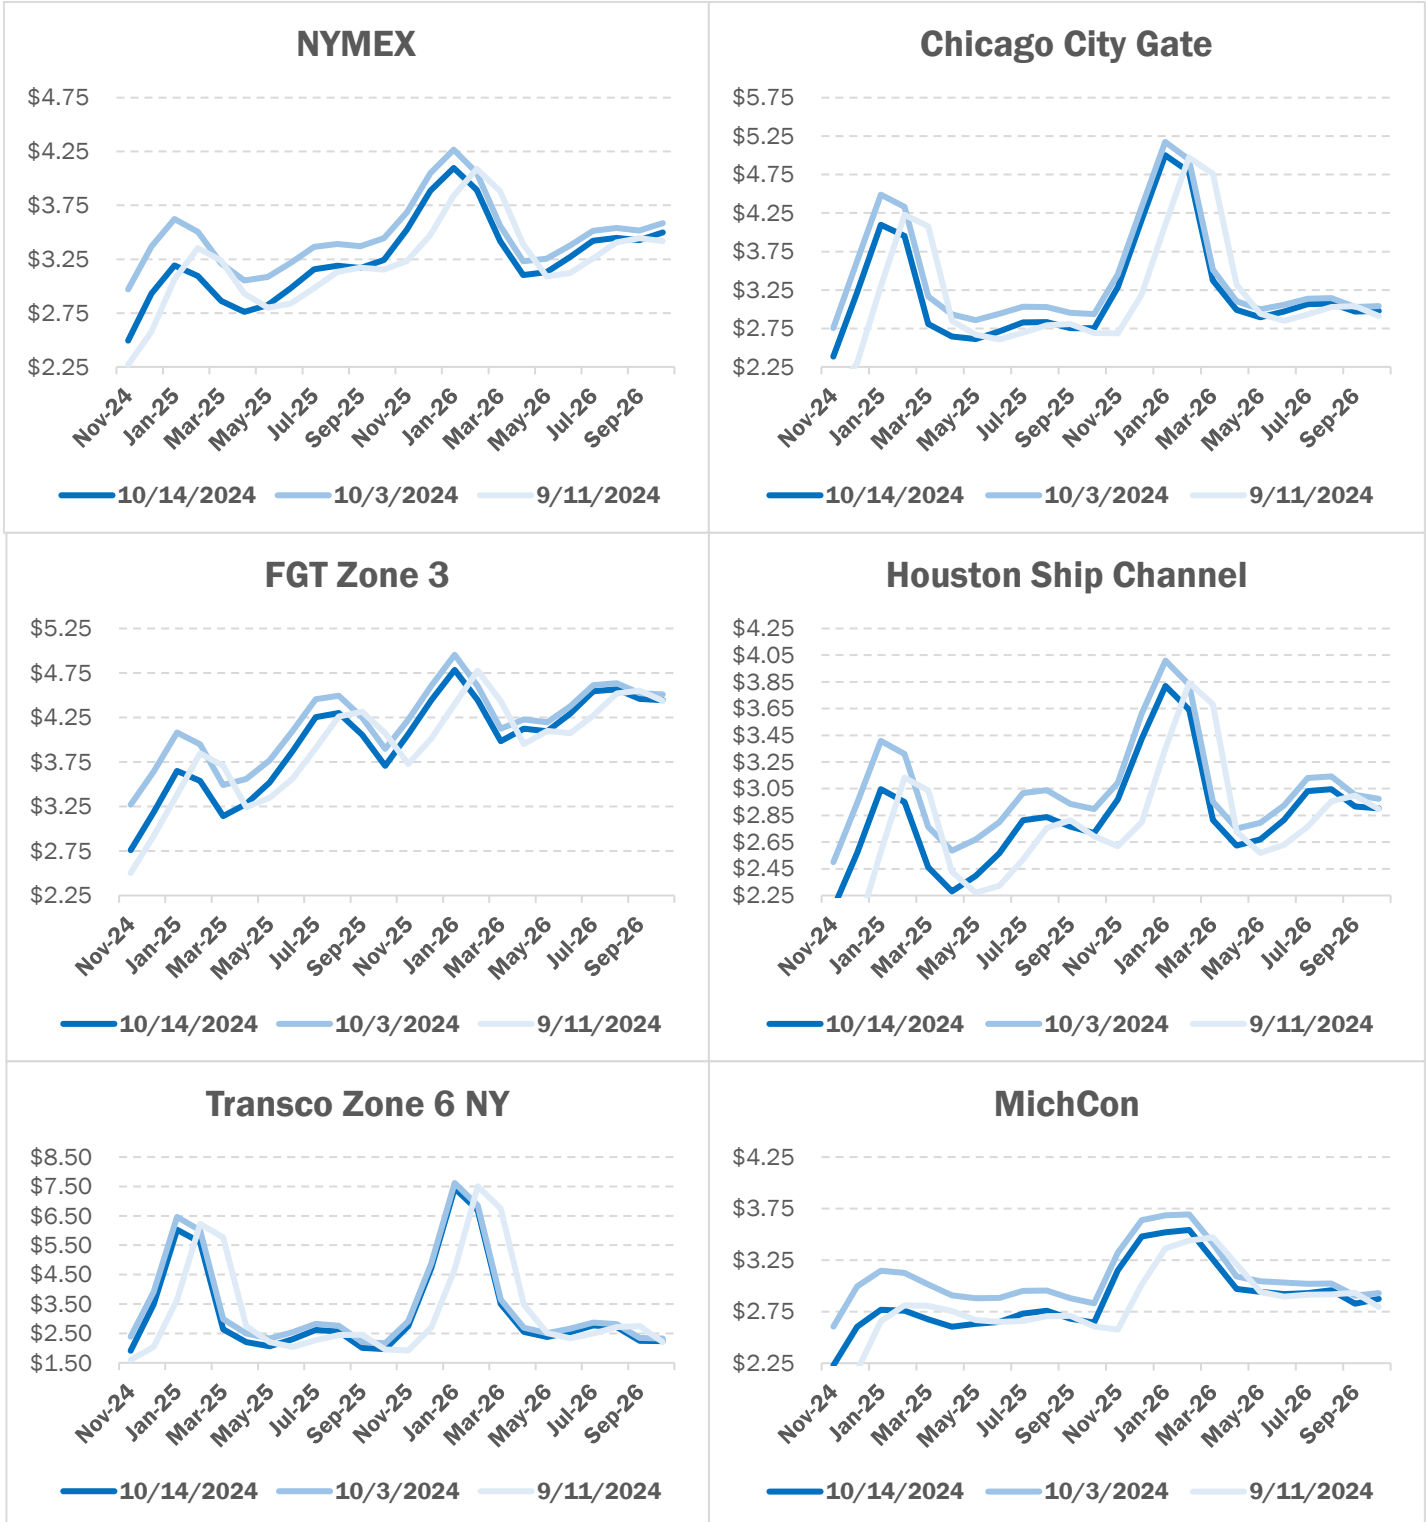 NYMEX
$4.75
$4.25
$3.75
$3.25
$2.75
$2.25
Nov-24 Jan-25 Mar-25 May-25 Jul-25 Sep-25 Nov-25 Jan-26 Mar-26 May-26 Jul-26 Sep-26
10/14/2024 10/3/2024 9/11/2024
Chicago City Gate
$5.75
$5.25
$4.75
$4.25
$3.75
$3.25
$2.75
$2.25
Nov-24 Jan-25 Mar-25 May-25 Jul-25 Sep-25 Nov-25 Jan-26 Mar-26 May-26 Jul-26 Sep-26
10/14/2024 10/3/2024 9/11/2024
FGT Zone 3
$5.25
$4.75
$4.25
$3.75
$3.25
$2.75
$2.25
Nov-24 Jan-25 Mar-25 May-25 Jul-25 Sep-25 Nov-25 Jan-26 Mar-26 May-26 Jul-26 Sep-26
10/14/2024 10/3/2024 9/11/2024
Houston Ship Channel
$4.25
$4.05
$3.85
$3.65
$3.45
$3.25
$3.05
$2.85
$2.65
$2.45
$2.25
Nov-24 Jan-25 Mar-25 May-25 Jul-25 Sep-25 Nov-25 Jan-26 Mar-26 May-26 Jul-26 Sep-26
10/14/2024 10/3/2024 9/11/2024
Transco Zone 6 NY
$8.50
$7.50
$6.50
$5.50
$4.50
$3.50
$2.50
$1.50
Nov-24 Jan-25 Mar-25 May-25 Jul-25 Sep-25 Nov-25 Jan-26 Mar-26 May-26 Jul-26 Sep-26
10/14/2024 10/3/2024 9/11/2024
MichCon
$4.25
$3.75
$3.25
$2.75
$2.25
Nov-24 Jan-25 Mar-25 May-25 Jul-25 Sep-25 Nov-25 Jan-26 Mar-26 May-26 Jul-26 Sep-26
10/14/2024 10/3/2024 9/11/2024